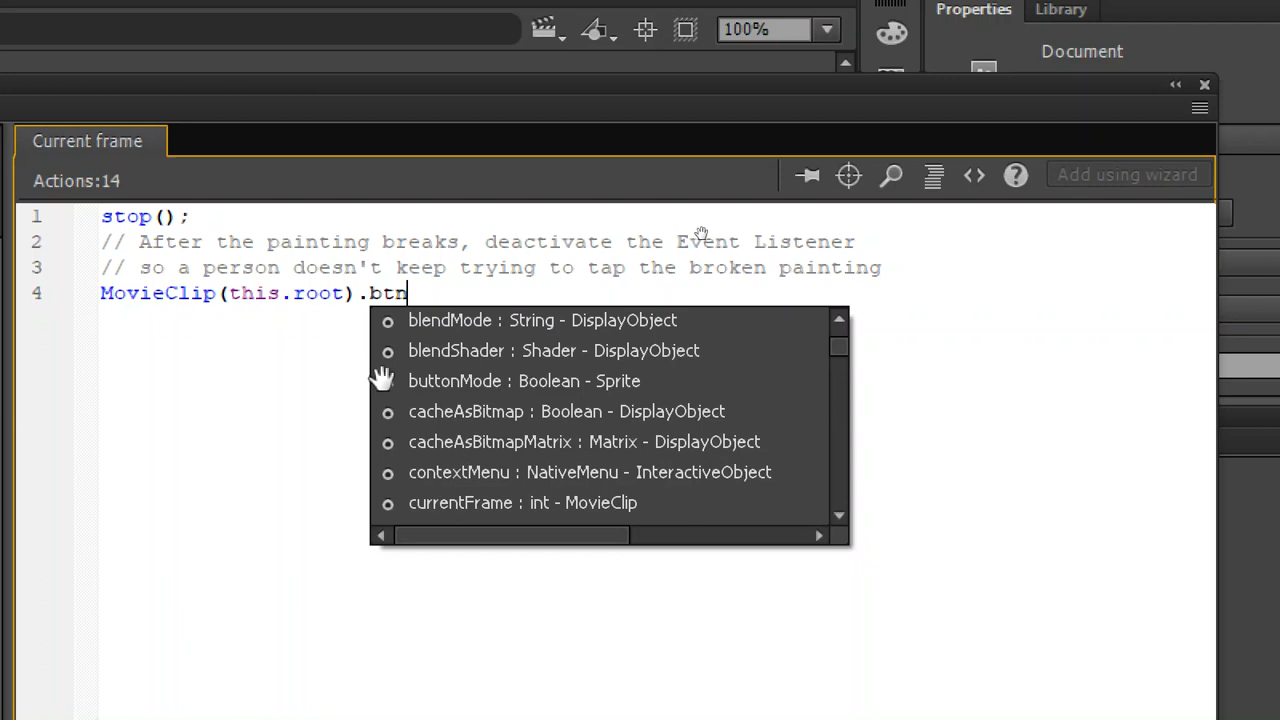 Properties
Library
100%
Document
Current frame
Actions:14
Add using wizard
1 stop();
2 // After the painting breaks, deactivate the Event Listener
3 // so a person doesn't keep trying to tap the broken painting
4 MovieClip(this.root).btn
blendMode : String - DisplayObject
blendShader : Shader - DisplayObject
buttonMode : Boolean - Sprite
cacheAsBitmap : Boolean - DisplayObject
cacheAsBitmapMatrix : Matrix - DisplayObject
contextMenu : NativeMenu - InteractiveObject
currentFrame : int - MovieClip